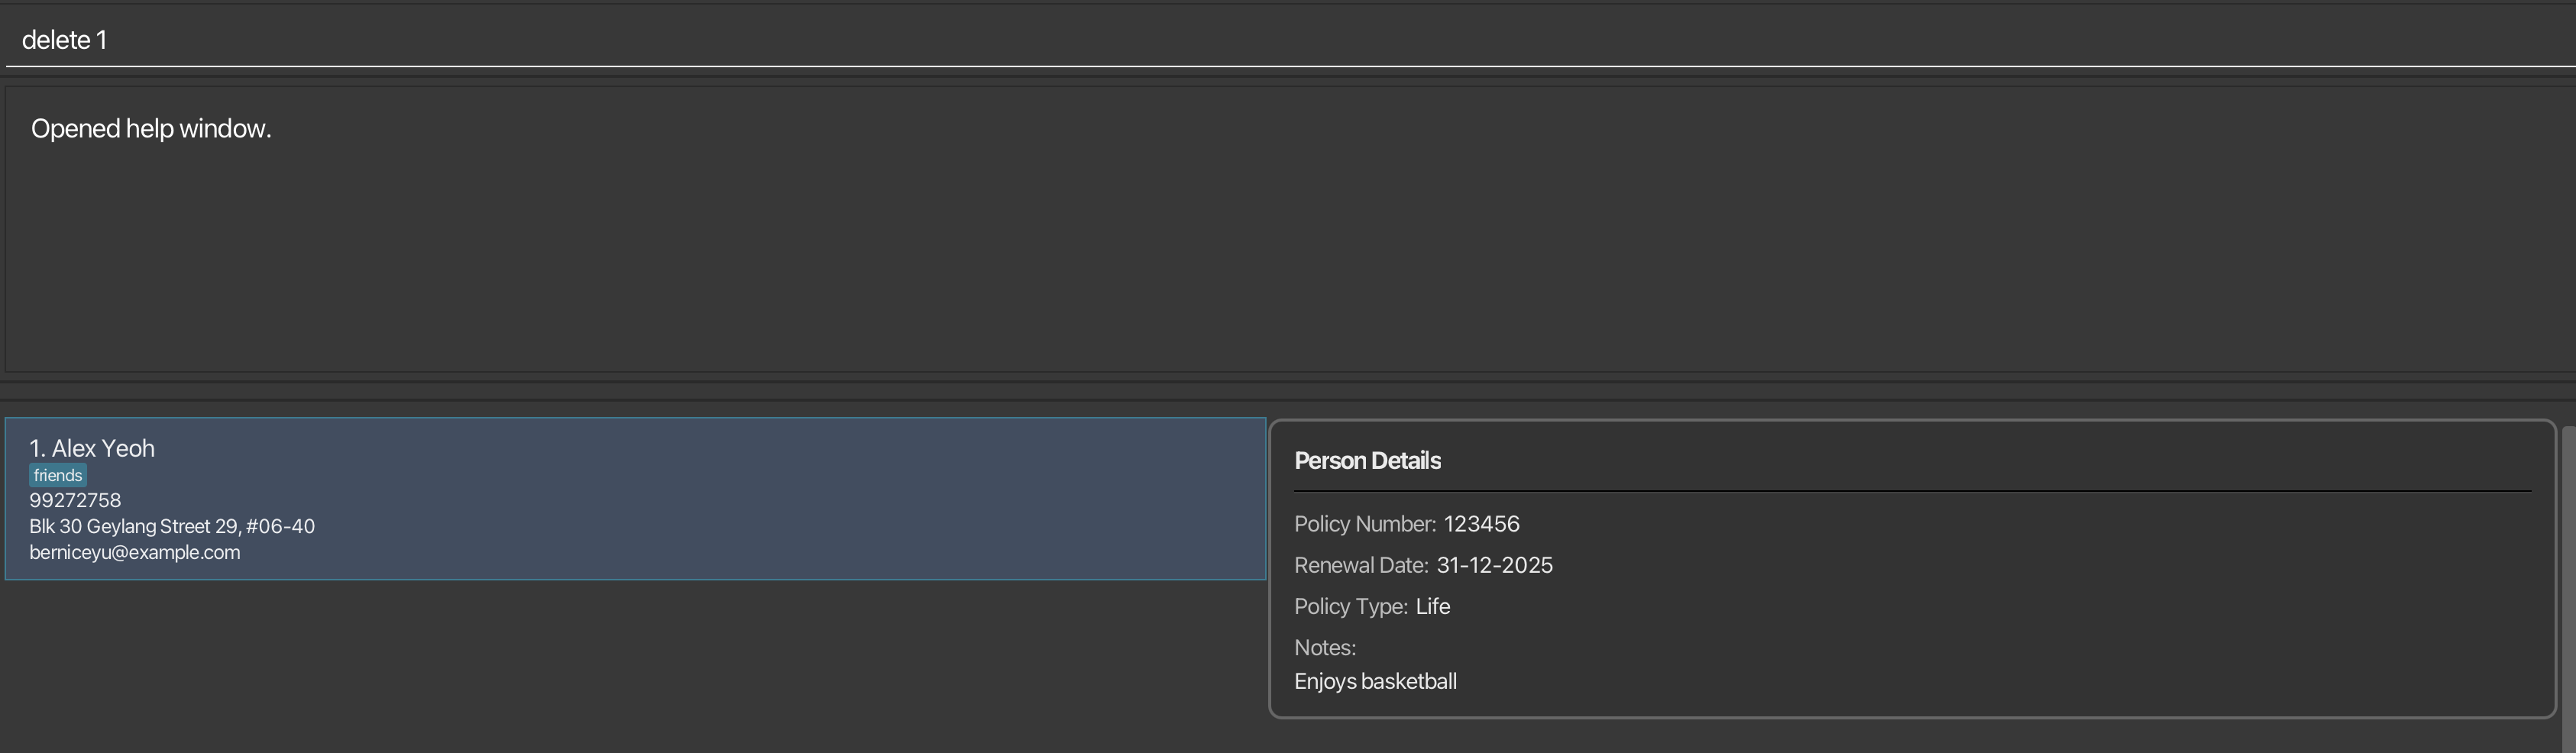 delete 1
Opened help window.
1. Alex Yeoh
friends
99272758
Blk 30 Geylang Street 29, #06-40
berniceyu@example.com
Person Details
Policy Number: 123456
Renewal Date: 31-12-2025
Policy Type: Life
Notes:
Enjoys basketball